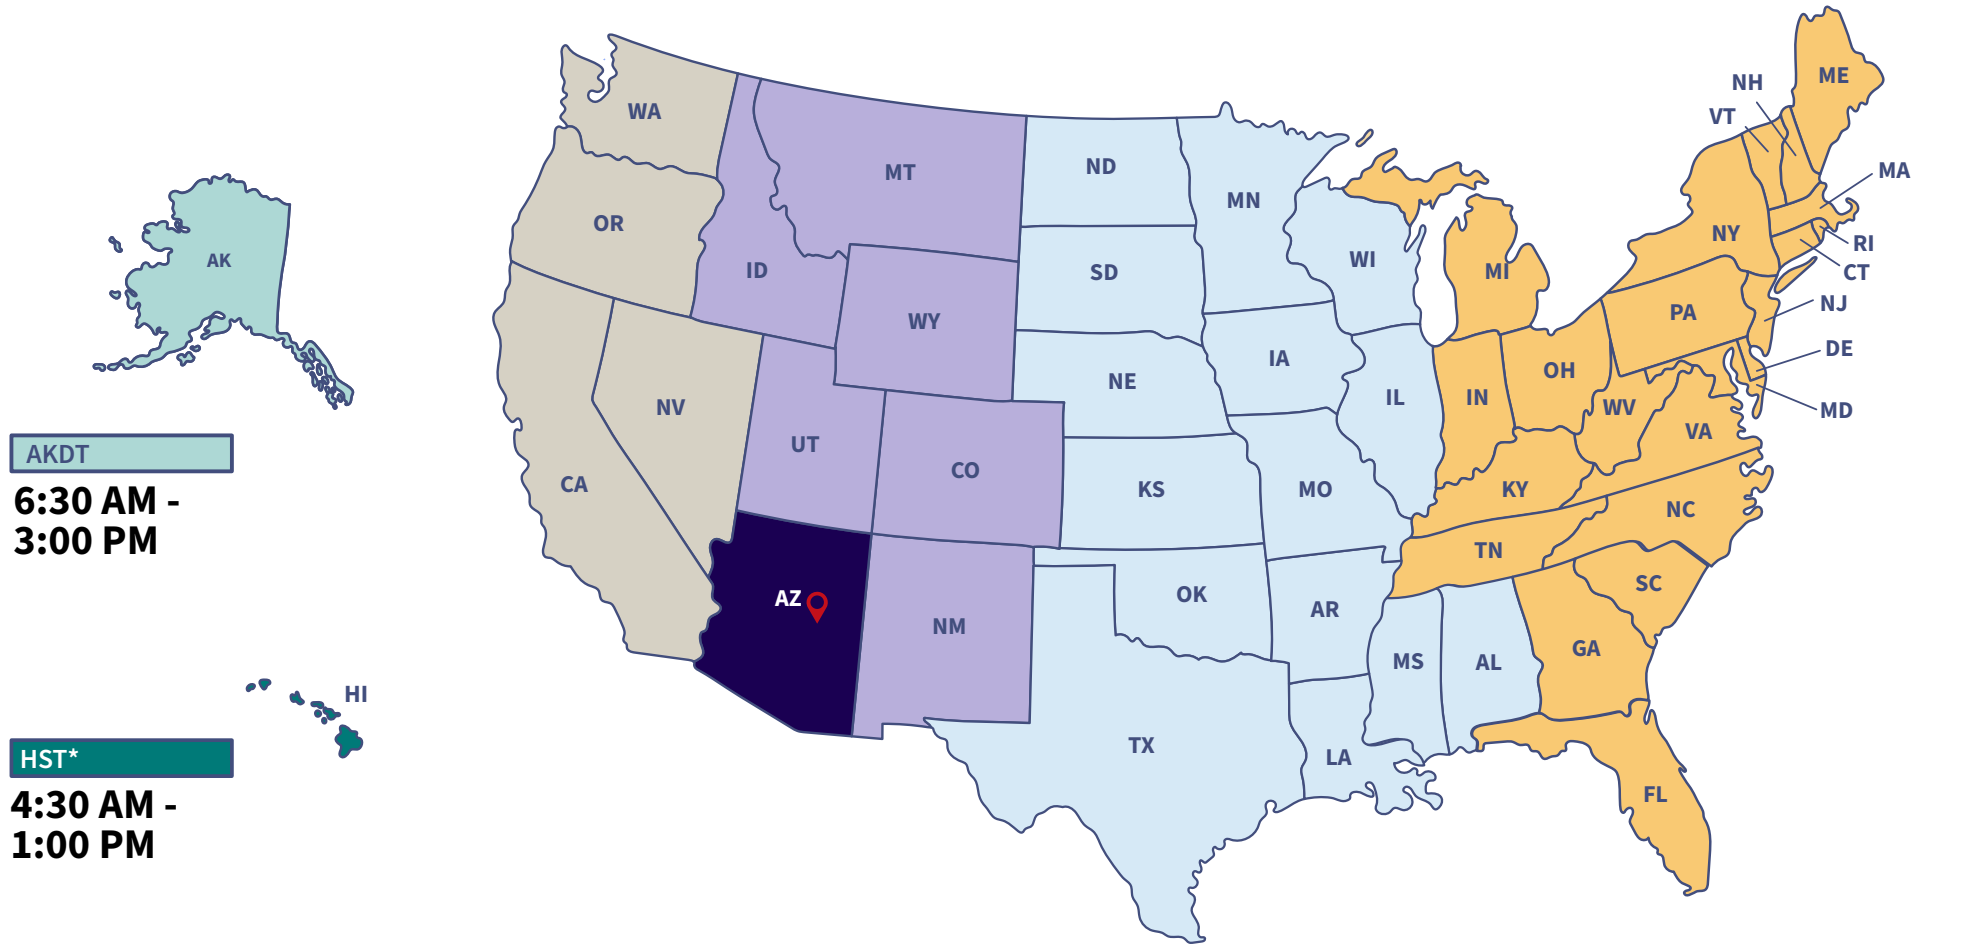 ME
NH
VT
WA
MA
ND
MT
MN
OR
NY
RI
WI
AK
ID
SD
MI
CT
NJ
PA
WY
DE
IA
OH
NE
IL
IN
WV
MD
NV
VA
UT
AKDT
CO
CA
KS
MO
KY
6:30 AM -
3:00 PM
NC
TN
SC
OK
AZ
AR
NM
GA
MS
AL
HI
TX
LA
HST*
FL
4:30 AM -
1:00 PM